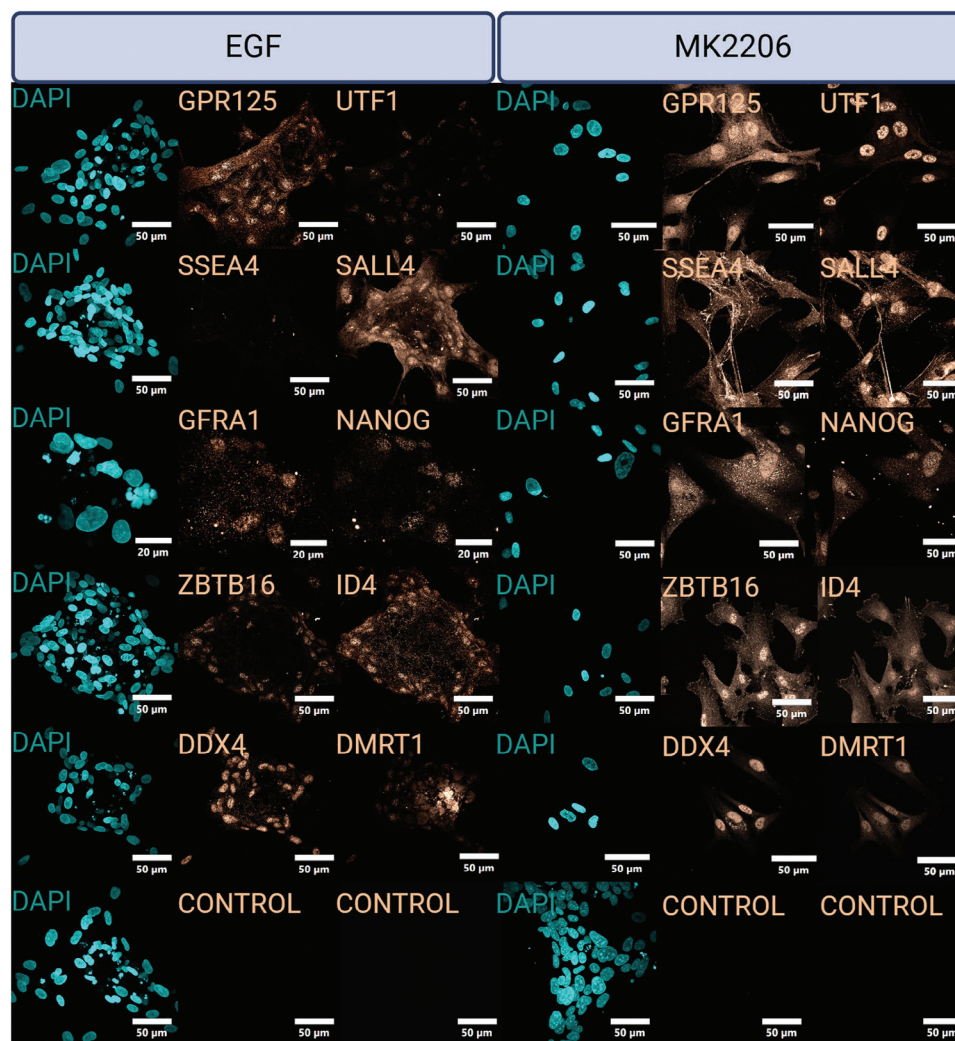 EGF MK2206
DAPI GPR125 UTF1 DAPI GPR125 UTF1
50 µm 50 µm 50 µm 50 µm 50 µm 50 µm
DAPI SSEA4 SALL4 DAPI SSEA4 SALL4
50 µm 50 µm 50 µm 50 µm 50 µm 50 µm
DAPI GFRA1 NANOG DAPI GFRA1 NANOG
20 µm 20 µm 20 µm 50 µm 50 µm 50 µm
DAPI ZBTB16 ID4 DAPI ZBTB16 ID4
50 µm 50 µm 50 µm 50 µm 50 µm 50 µm
DAPI DDX4 DMRT1 DAPI DDX4 DMRT1
50 µm 50 µm 50 µm 50 µm 50 µm 50 µm
DAPI CONTROL CONTROL DAPI CONTROL CONTROL
50 µm 50 µm 50 µm 50 µm 50 µm 50 µm